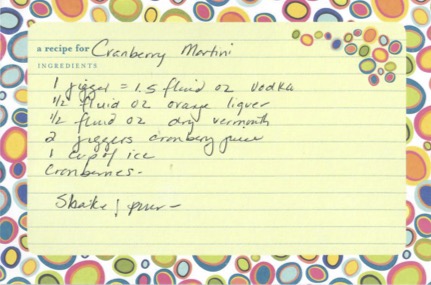 a recipe for Cranberry Martini
INGREDIENTS
1 jigger = 1.5 fluid oz vodka
1/2 fluid oz orange liquer
1/2 fluid oz dry vermouth
2 jiggers cranberry juice
1 cup of ice
Cranberries -
Shake & pour -